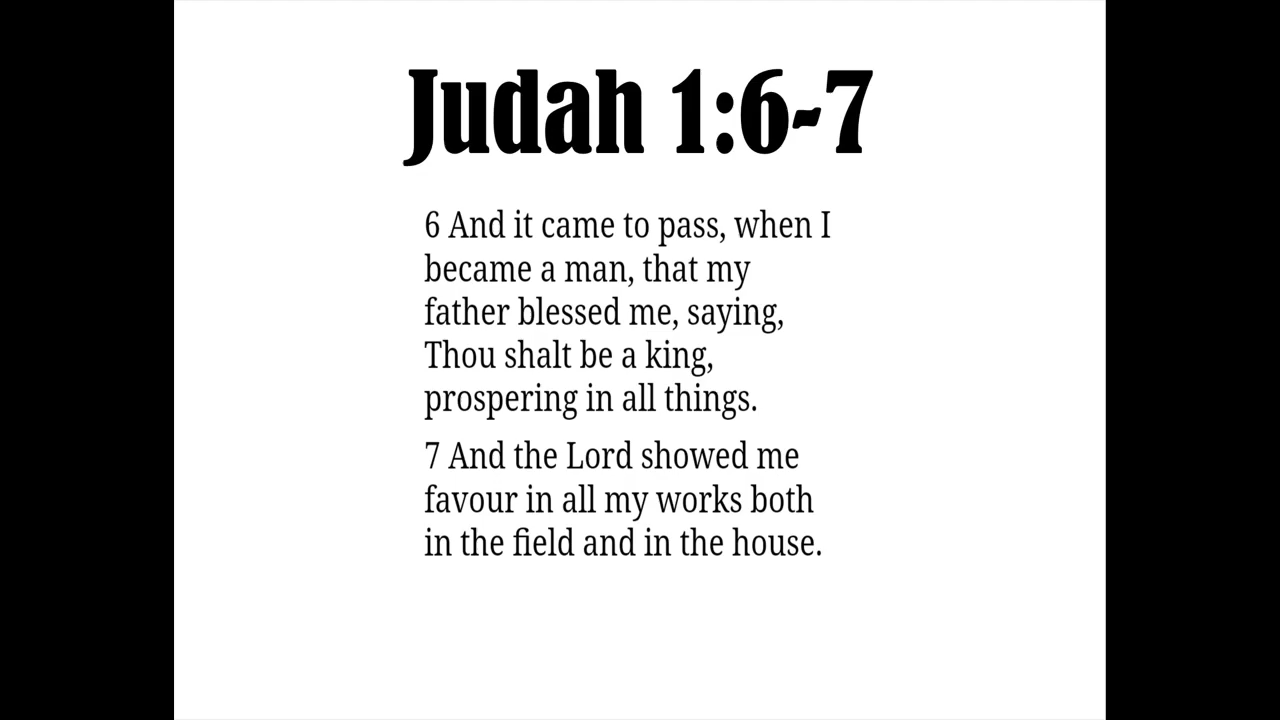 Judah 1:6-7
6 And it came to pass, when I
became a man, that my
father blessed me, saying,
Thou shalt be a king,
prospering in all things.
7 And the Lord showed me
favour in all my works both
in the field and in the house.